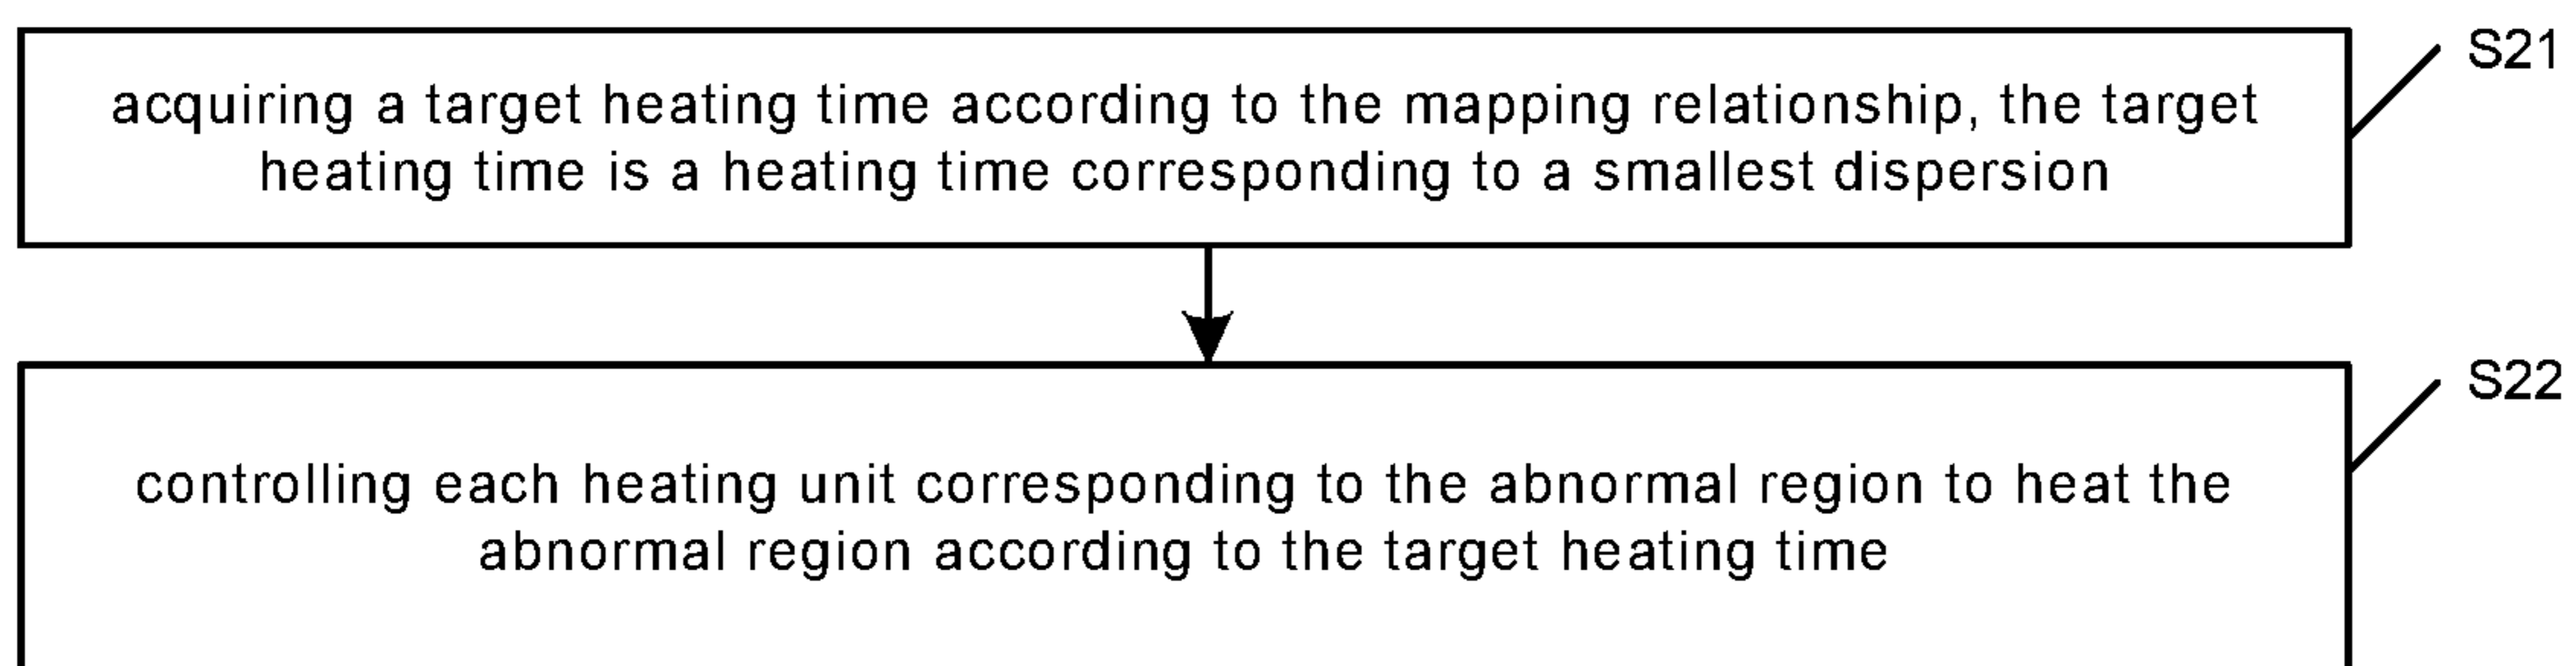 S21
acquiring a target heating time according to the mapping relationship, the target
heating time is a heating time corresponding to a smallest dispersion
S22
controlling each heating unit corresponding to the abnormal region to heat the
abnormal region according to the target heating time